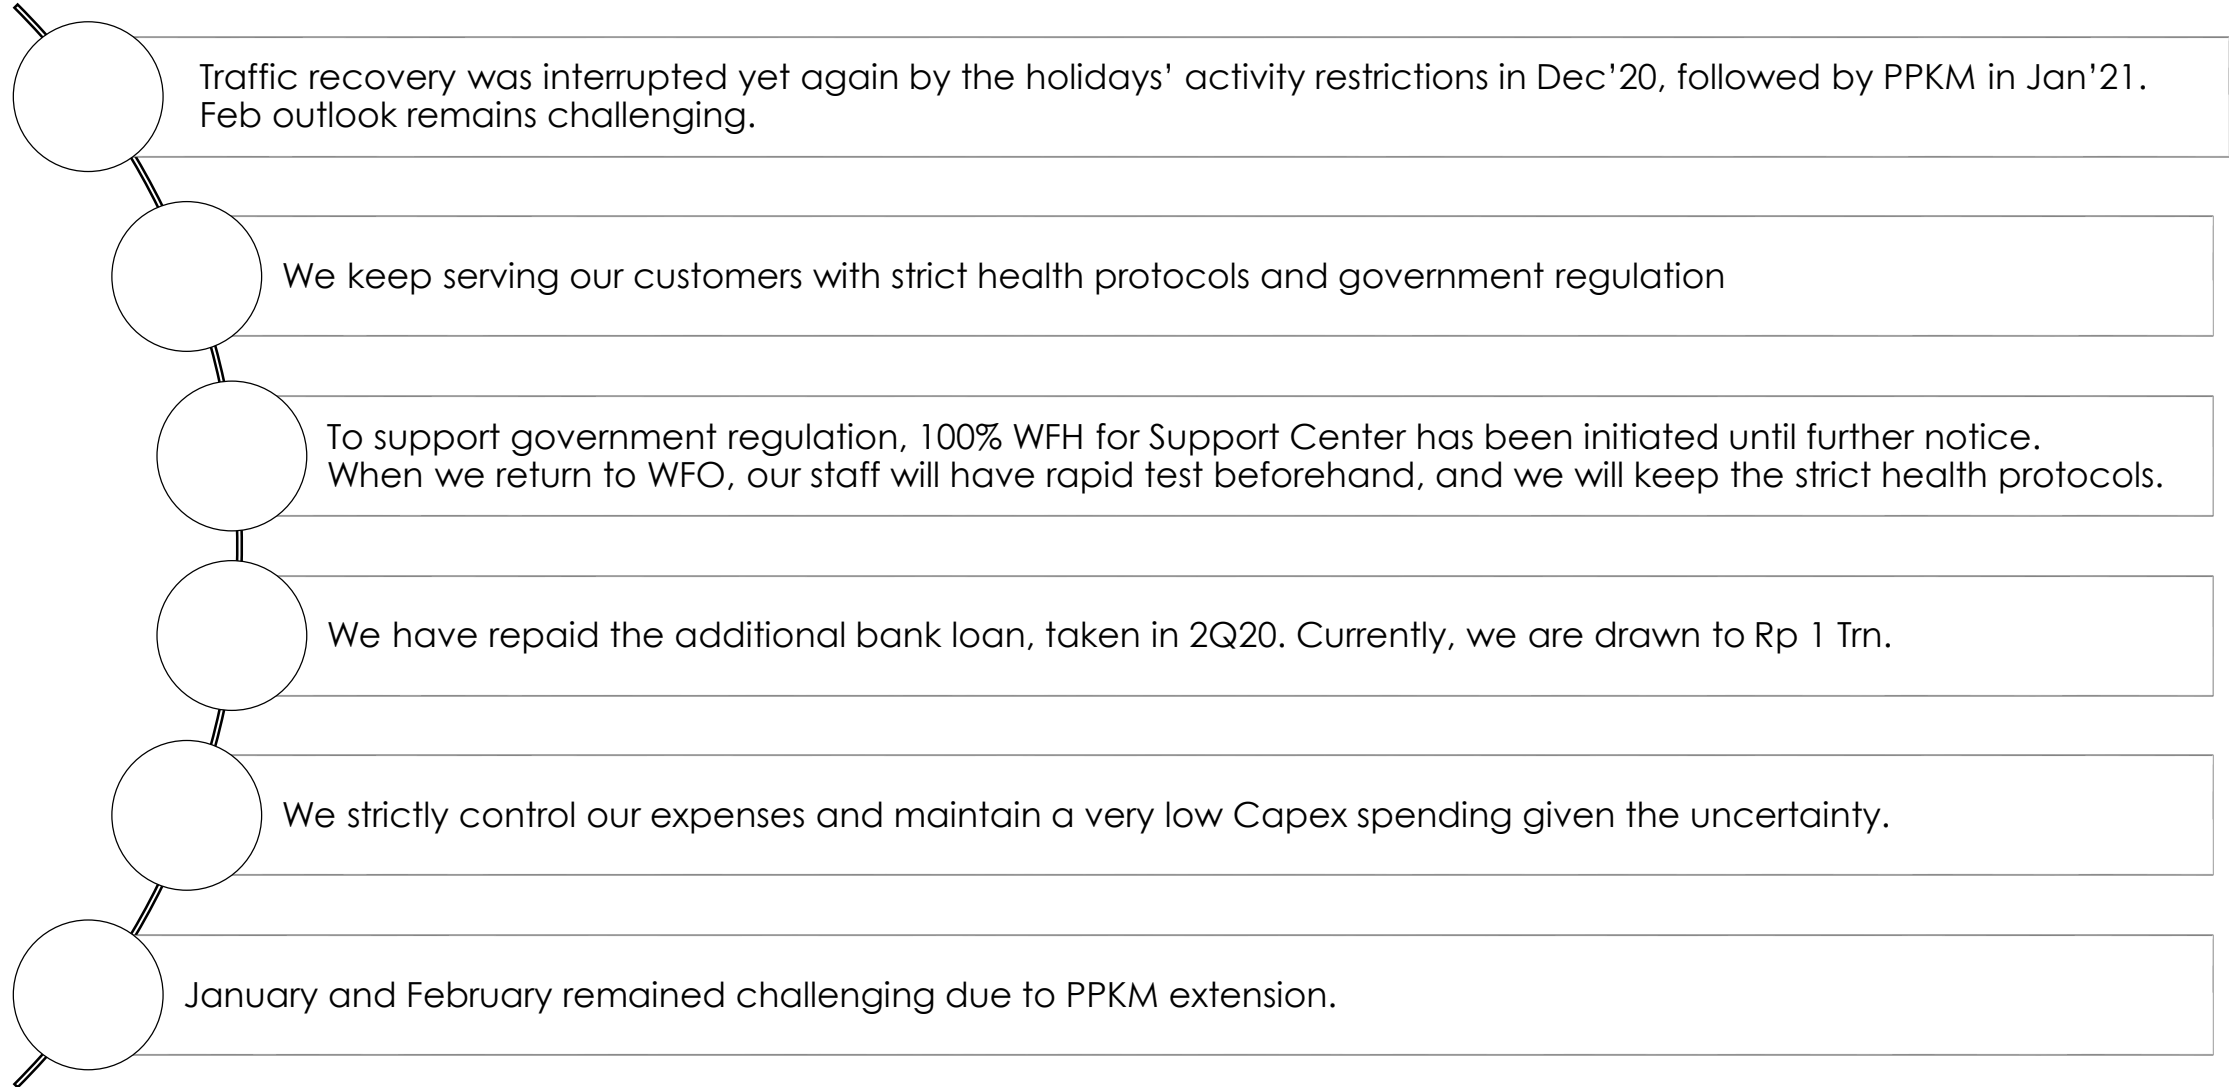 Traffic recovery was interrupted yet again by the holidays’ activity restrictions in Dec’20, followed by PPKM in Jan’21.
Feb outlook remains challenging.
We keep serving our customers with strict health protocols and government regulation
To support government regulation, 100% WFH for Support Center has been initiated until further notice.
When we return to WFO, our staff will have rapid test beforehand, and we will keep the strict health protocols.
We have repaid the additional bank loan, taken in 2Q20. Currently, we are drawn to Rp 1 Trn.
We strictly control our expenses and maintain a very low Capex spending given the uncertainty.
January and February remained challenging due to PPKM extension.